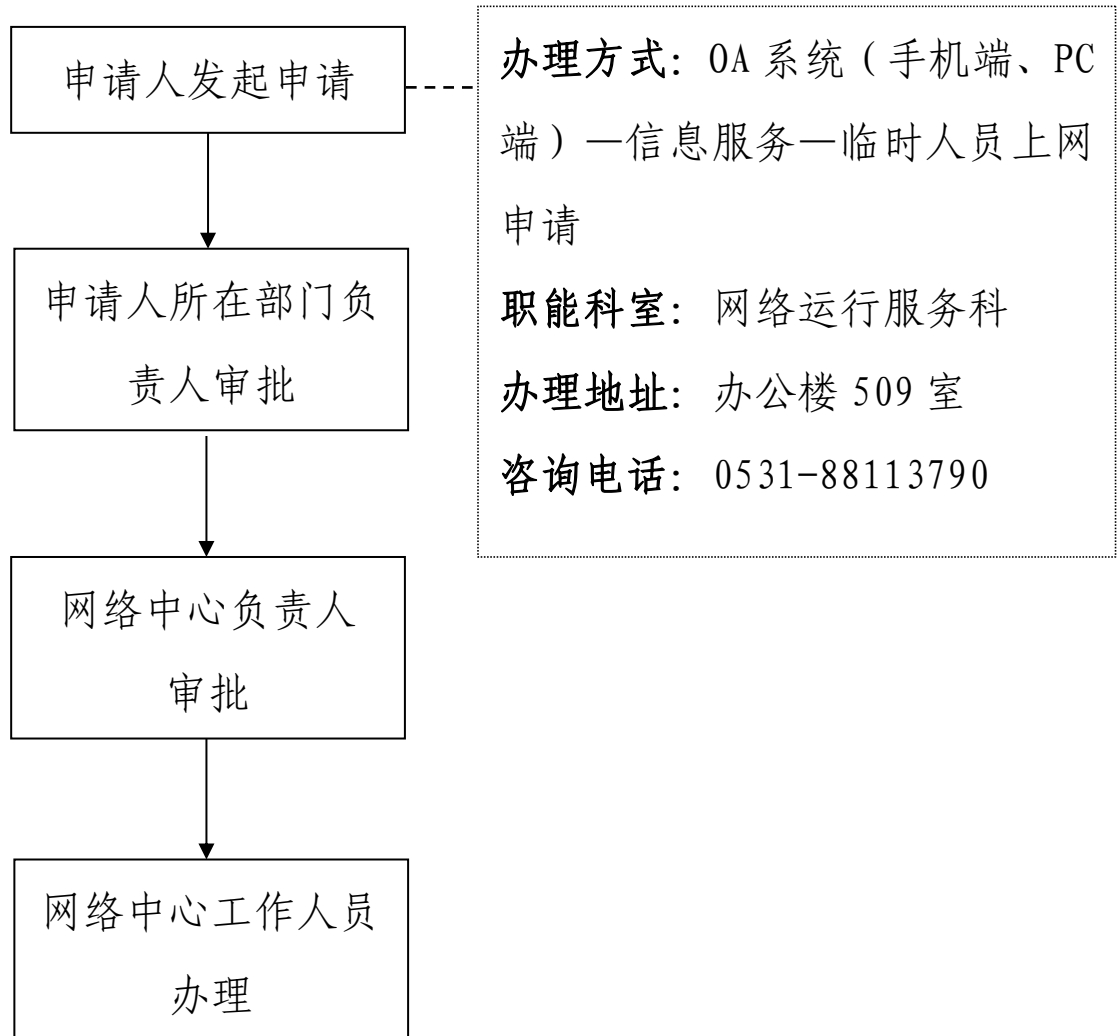 申请人发起申请
办理方式: OA 系统（手机端、PC
端）—信息服务—临时人员上网
申请
职能科室: 网络运行服务科
办理地址: 办公楼 509 室
咨询电话: 0531-88113790
申请人所在部门负
责人审批
网络中心负责人
审批
网络中心工作人员
办理